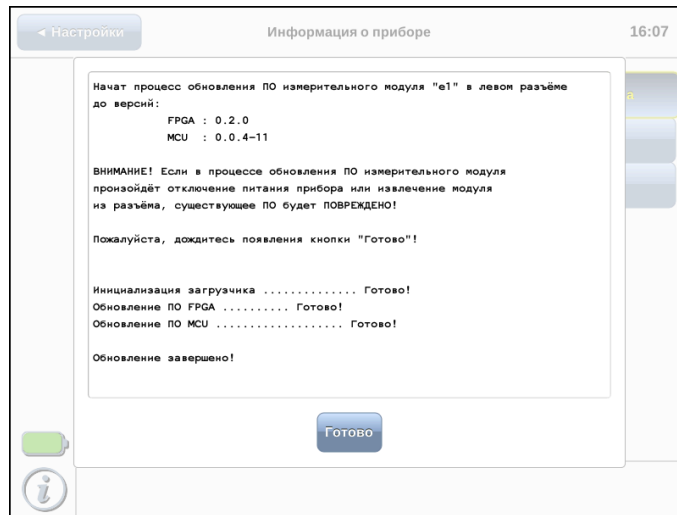 ◄ Настройки
Информация о приборе
16:07
а
Начат процесс обновления ПО измерительного модуля "e1" в левом разъёме
до версий:
FPGA : 0.2.0
MCU : 0.0.4-11
ВНИМАНИЕ! Если в процессе обновления ПО измерительного модуля
произойдёт отключение питания прибора или извлечение модуля
из разъёма, существующее ПО будет ПОВРЕЖДЕНО!
Пожалуйста, дождитесь появления кнопки "Готово"!
Инициализация загрузчика .............. Готово!
Обновление ПО FPGA .......... Готово!
Обновление ПО MCU ................... Готово!
Обновление завершено!
Готово
i